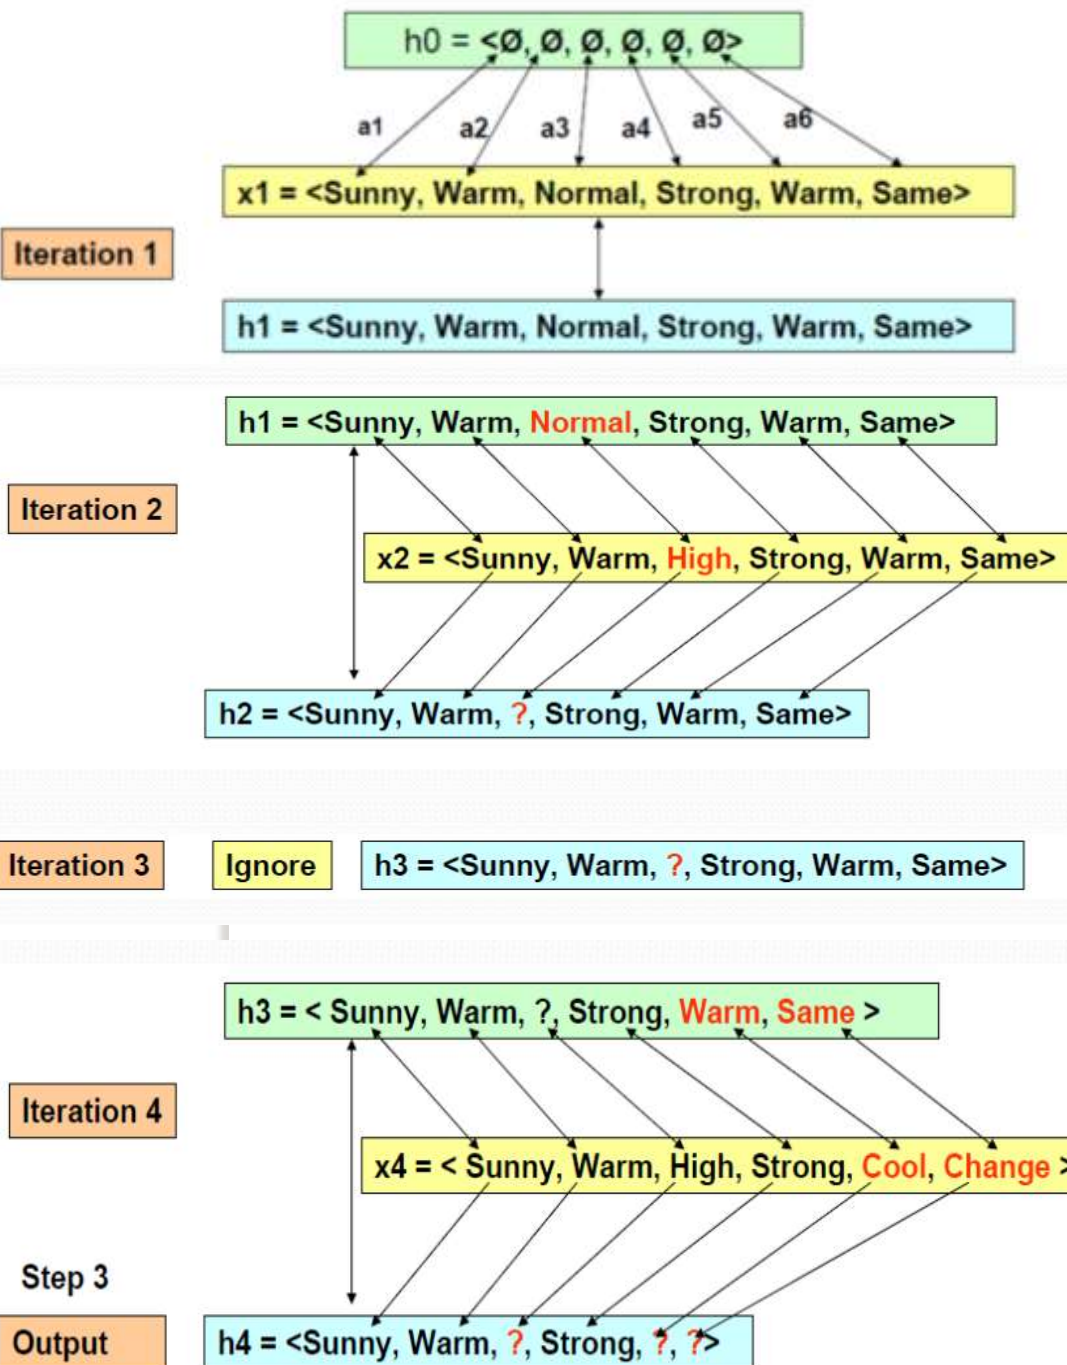 h0 = <Ø, Ø, Ø, Ø, Ø, Ø>
a1 a2 a3 a4 a5 a6
x1 = <Sunny, Warm, Normal, Strong, Warm, Same>
Iteration 1
h1 = <Sunny, Warm, Normal, Strong, Warm, Same>
h1 = <Sunny, Warm, Normal, Strong, Warm, Same>
Iteration 2
x2 = <Sunny, Warm, High, Strong, Warm, Same>
h2 = <Sunny, Warm, ?, Strong, Warm, Same>
Iteration 3 Ignore h3 = <Sunny, Warm, ?, Strong, Warm, Same>
h3 = < Sunny, Warm, ?, Strong, Warm, Same >
Iteration 4
x4 = < Sunny, Warm, High, Strong, Cool, Change >
Step 3
Output h4 = <Sunny, Warm, ?, Strong, ?, ?>